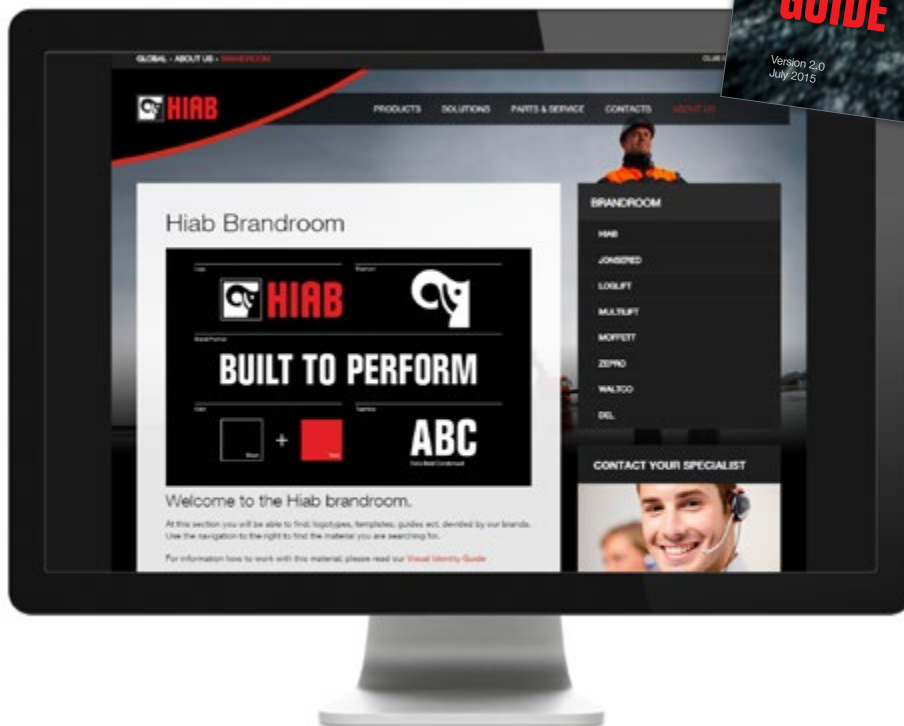 GUIDE
Version 2.0
July 2015
GLOBAL › ABOUT US › BRANDROOM
HIAB
PRODUCTS SOLUTIONS PARTS & SERVICE CONTACTS ABOUT US
Hiab Brandroom
HIAB
BUILT TO PERFORM
+
ABC
Welcome to the Hiab brandroom.
At this section you will be able to find; logotypes, templates, guides ect. devided by our brands.
Use the navigation to the right to find the material you are searching for.
For information how to work with this material, please read our Visual Identity Guide
BRANDROOM
HIAB
JONSERED
LOGLIFT
MULTILIFT
MOFFETT
ZEPRO
WALTCO
DEL
CONTACT YOUR SPECIALIST